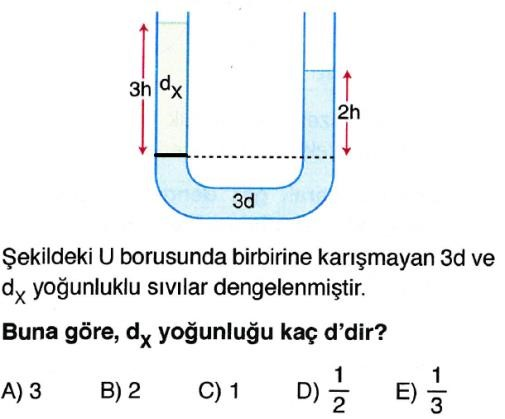 3h dₓ
2h
3d
Şekildeki U borusunda birbirine karışmayan 3d ve
dₓ yoğunluklu sıvılar dengelenmiştir.
Buna göre, dₓ yoğunluğu kaç d'dir?
A) 3 B) 2 C) 1 D) 1/2 E) 1/3